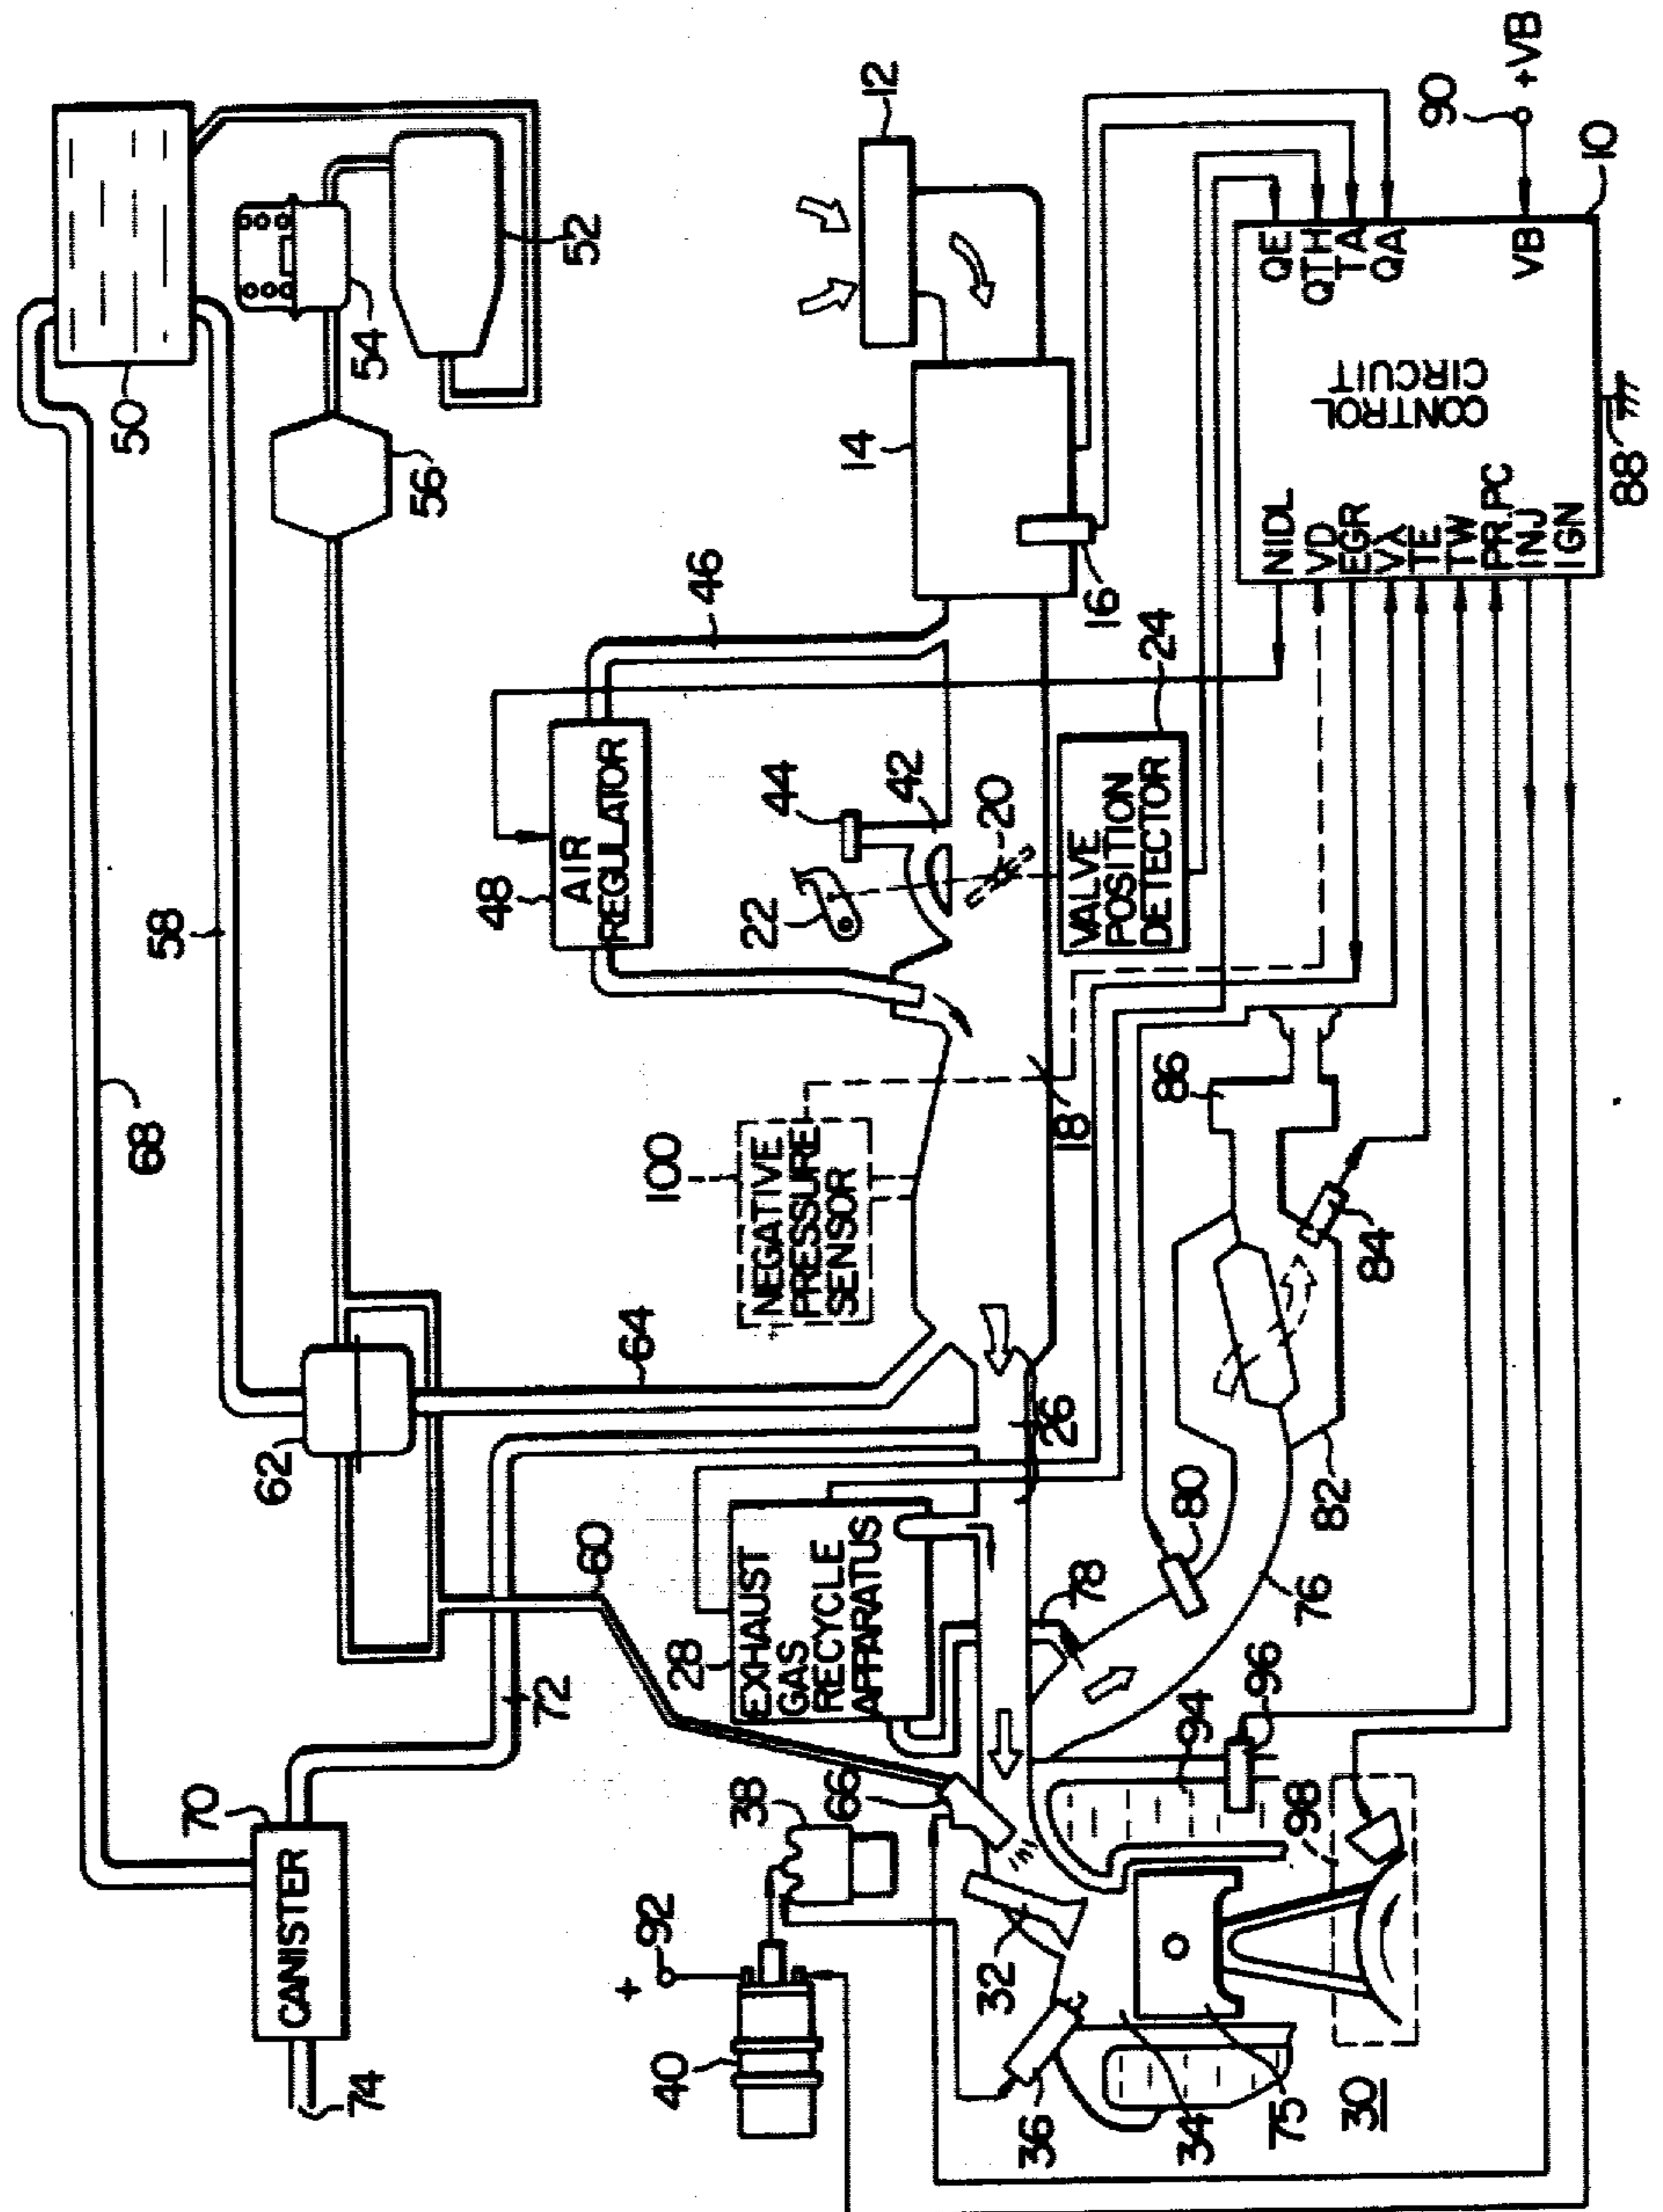 50
52
54
56
58
68
62
64
60
72
70
CANISTER
74
12
14
16
46
48
AIR
REGULATOR
44
42
22
20
24
VALVE
POSITION
DETECTOR
18
100
NEGATIVE
PRESSURE
SENSOR
26
28
EXHAUST
GAS
RECYCLE
APPARATUS
78
66
38
92
+
40
32
36
34
75
30
98
94
96
76
80
82
84
86
90
+VB
10
QE
QTH
TA
QA
VB
CONTROL
CIRCUIT
NIDL
VD
EGR
Vλ
TE
TW
PR.PC
INJ
IGN
88